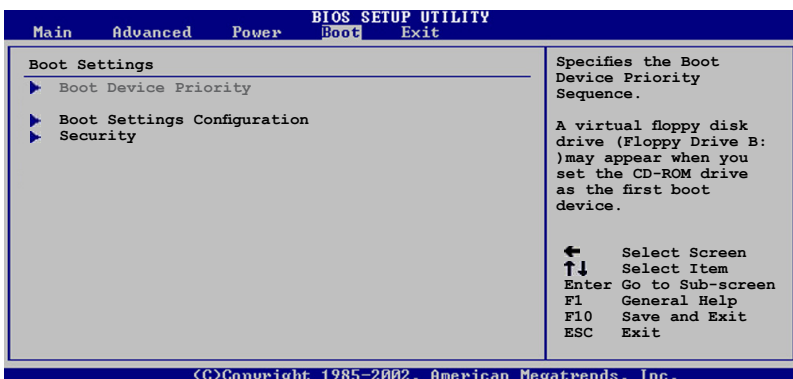 BIOS SETUP UTILITY
Main Advanced Power Boot Exit
Boot Settings
Boot Device Priority
Boot Settings Configuration
Security
Specifies the Boot
Device Priority
Sequence.
A virtual floppy disk
drive (Floppy Drive B:
)may appear when you
set the CD-ROM drive
as the first boot
device.
← Select Screen
↑↓ Select Item
Enter Go to Sub-screen
F1 General Help
F10 Save and Exit
ESC Exit
(C)Copyright 1985-2002, American Megatrends, Inc.